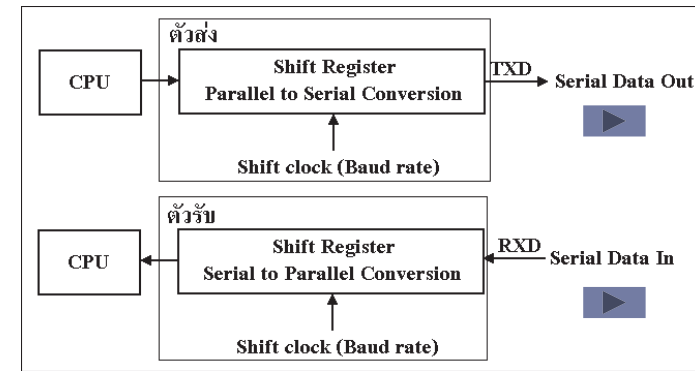 ตัวส่ง
CPU
Shift Register
Parallel to Serial Conversion
TXD
Serial Data Out
Shift clock (Baud rate)
ตัวรับ
CPU
Shift Register
Serial to Parallel Conversion
RXD
Serial Data In
Shift clock (Baud rate)